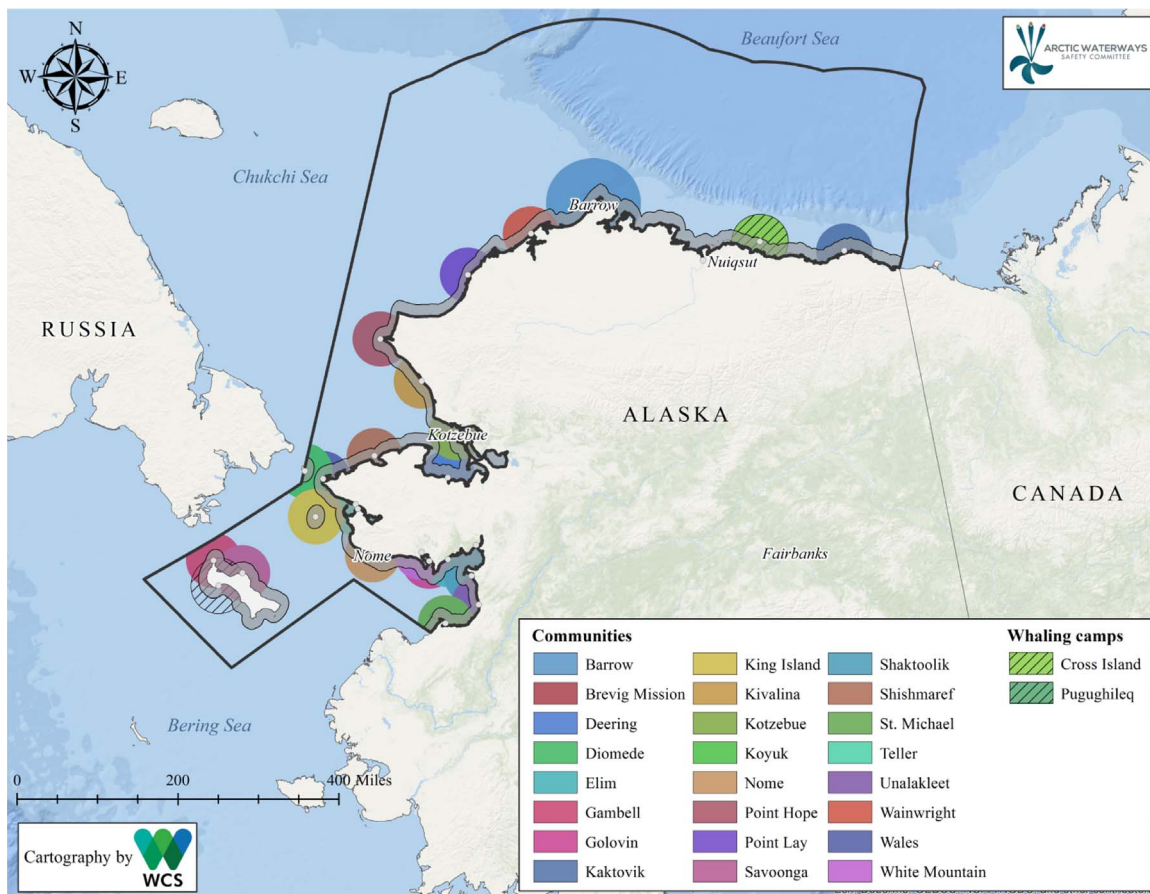 N
W E
S
Beaufort Sea
ARCTIC WATERWAYS
SAFETY COMMITTEE
Chukchi Sea
Barrow
Nuiqsut
RUSSIA
ALASKA
Kotzebue
CANADA
Nome
Fairbanks
Bering Sea
0 200 400 Miles
Cartography by
WCS
Communities
Barrow
Brevig Mission
Deering
Diomede
Elim
Gambell
Golovin
Kaktovik
King Island
Kivalina
Kotzebue
Koyuk
Nome
Point Hope
Point Lay
Savoonga
Shaktoolik
Shishmaref
St. Michael
Teller
Unalakleet
Wainwright
Wales
White Mountain
Whaling camps
Cross Island
Pugughileq